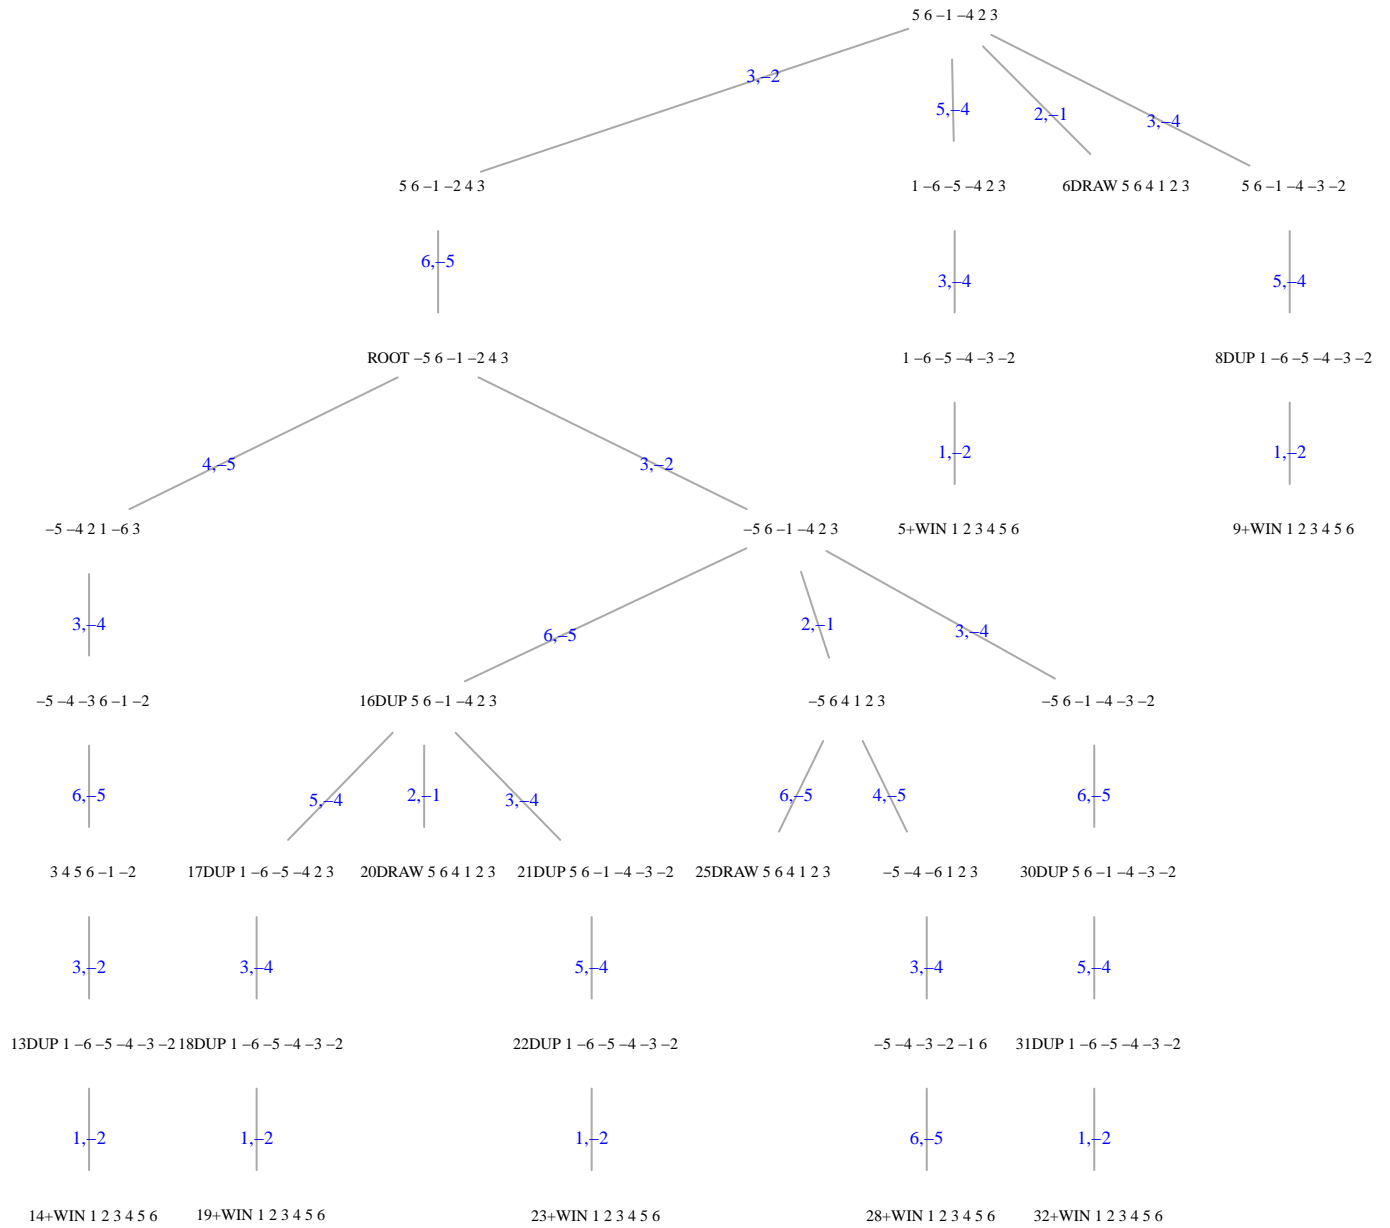 5 6 −1 −4 2 3
3,−2
5,−4
2,−1
3,−4
5 6 −1 −2 4 3
1 −6 −5 −4 2 3
6DRAW 5 6 4 1 2 3
5 6 −1 −4 −3 −2
6,−5
3,−4
5,−4
ROOT −5 6 −1 −2 4 3
1 −6 −5 −4 −3 −2
8DUP 1 −6 −5 −4 −3 −2
4,−5
3,−2
1,−2
1,−2
−5 −4 2 1 −6 3
−5 6 −1 −4 2 3
5+WIN 1 2 3 4 5 6
9+WIN 1 2 3 4 5 6
3,−4
6,−5
2,−1
3,−4
−5 −4 −3 6 −1 −2
16DUP 5 6 −1 −4 2 3
−5 6 4 1 2 3
−5 6 −1 −4 −3 −2
6,−5
5,−4
2,−1
3,−4
6,−5
4,−5
6,−5
3 4 5 6 −1 −2
17DUP 1 −6 −5 −4 2 3
20DRAW 5 6 4 1 2 3
21DUP 5 6 −1 −4 −3 −2
25DRAW 5 6 4 1 2 3
−5 −4 −6 1 2 3
30DUP 5 6 −1 −4 −3 −2
3,−2
3,−4
5,−4
3,−4
5,−4
13DUP 1 −6 −5 −4 −3 −2
18DUP 1 −6 −5 −4 −3 −2
22DUP 1 −6 −5 −4 −3 −2
−5 −4 −3 −2 −1 6
31DUP 1 −6 −5 −4 −3 −2
1,−2
1,−2
1,−2
6,−5
1,−2
14+WIN 1 2 3 4 5 6
19+WIN 1 2 3 4 5 6
23+WIN 1 2 3 4 5 6
28+WIN 1 2 3 4 5 6
32+WIN 1 2 3 4 5 6